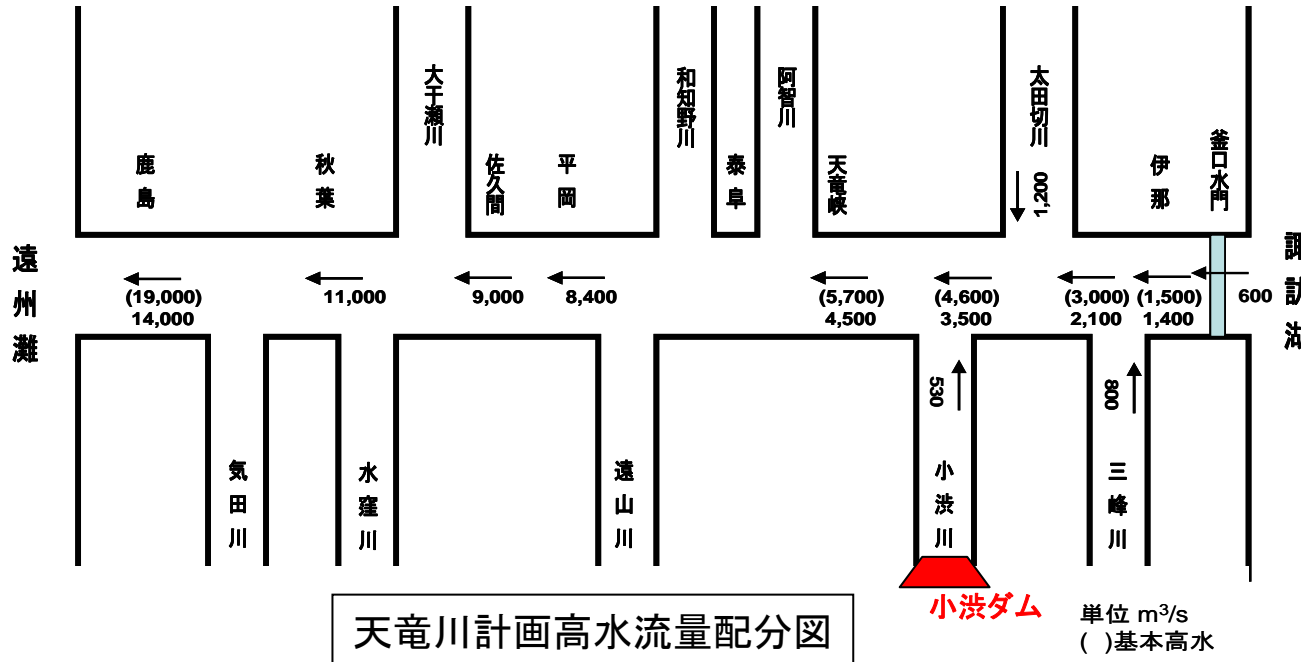 大千瀬川
和知野川
阿智川
太田切川
鹿島
秋葉
佐久間
平岡
泰阜
天竜峡
伊那
釜口水門
1,200
遠州灘
諏訪湖
(19,000)
14,000
11,000
9,000
8,400
(5,700)
4,500
(4,600)
3,500
(3,000)
2,100
(1,500)
1,400
600
530
800
気田川
水窪川
遠山川
小渋川
三峰川
小渋ダム
天竜川計画高水流量配分図
単位 m³/s
( )基本高水